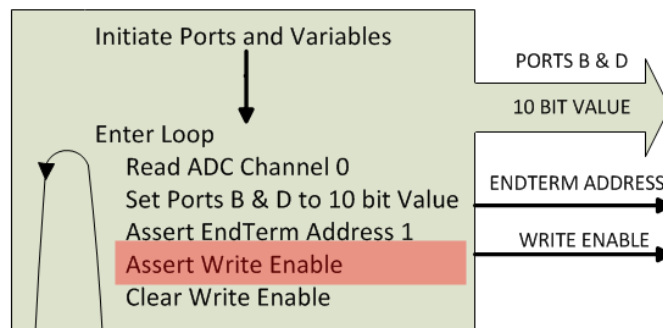 Initiate Ports and Variables
Enter Loop
Read ADC Channel 0
Set Ports B & D to 10 bit Value
Assert EndTerm Address 1
Assert Write Enable
Clear Write Enable
PORTS B & D
10 BIT VALUE
ENDTERM ADDRESS
WRITE ENABLE